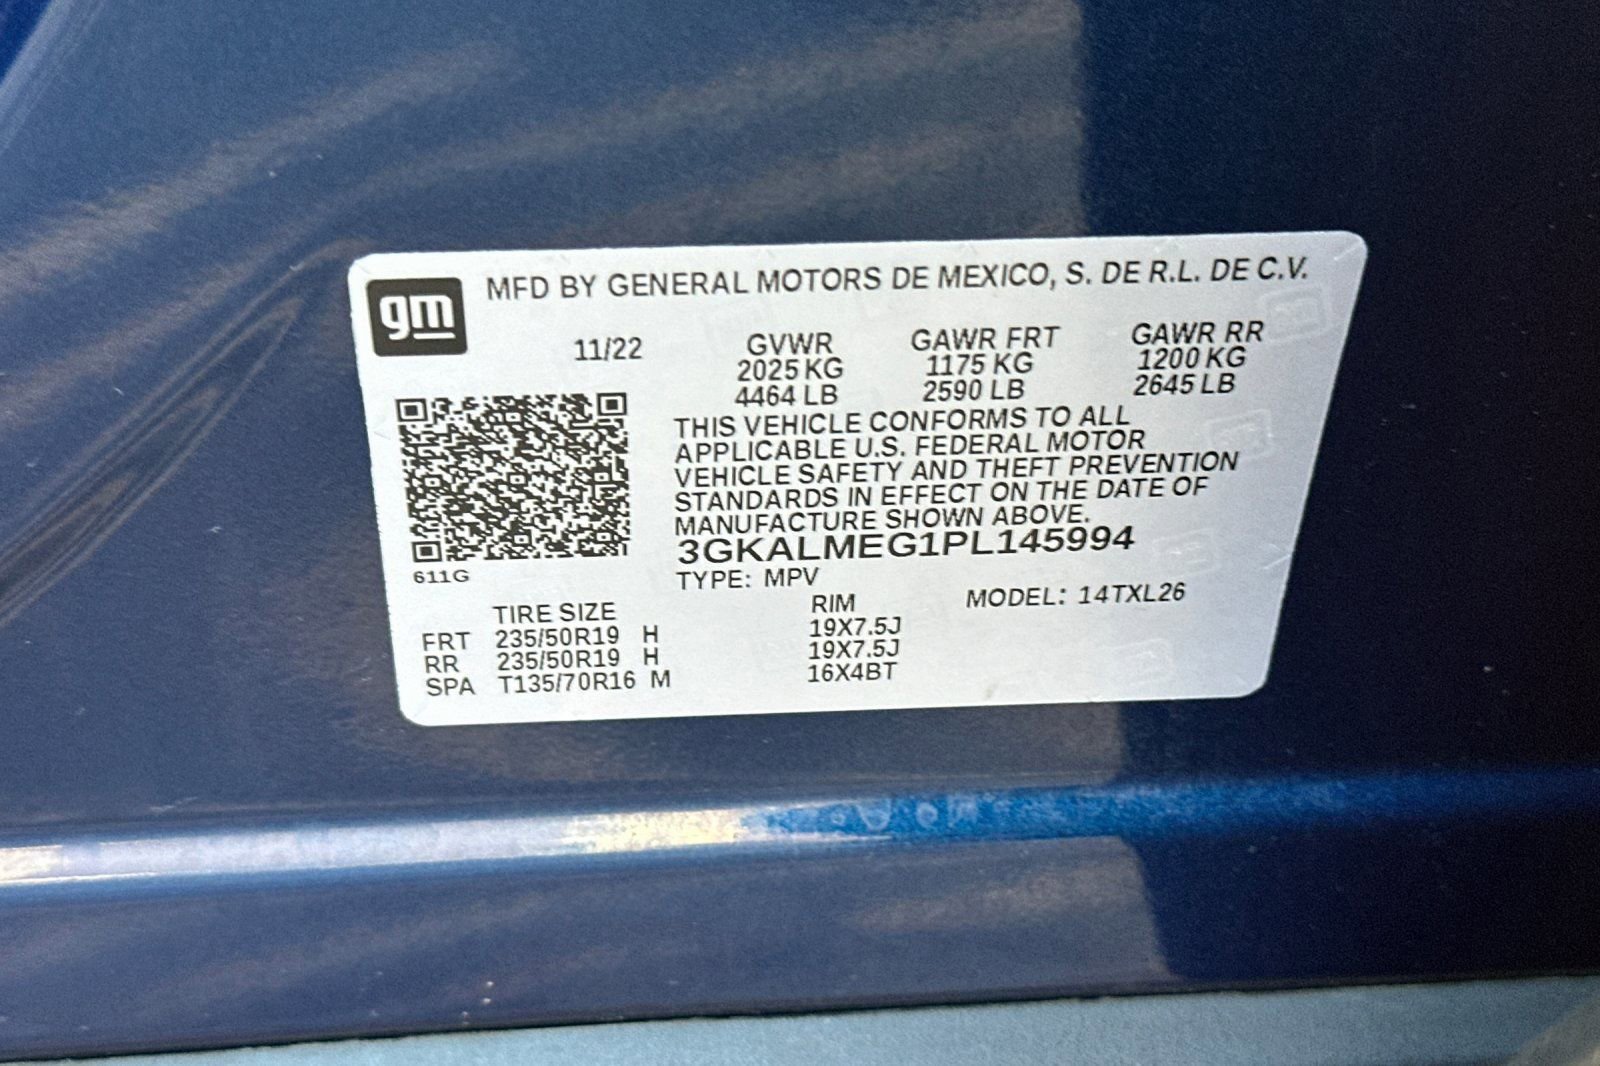 gm
MFD BY GENERAL MOTORS DE MEXICO, S. DE R.L. DE C.V.
11/22 GVWR GAWR FRT GAWR RR
2025 KG 1175 KG 1200 KG
4464 LB 2590 LB 2645 LB
THIS VEHICLE CONFORMS TO ALL
APPLICABLE U.S. FEDERAL MOTOR
VEHICLE SAFETY AND THEFT PREVENTION
STANDARDS IN EFFECT ON THE DATE OF
MANUFACTURE SHOWN ABOVE.
3GKALMEG1PL145994
611G
TYPE: MPV MODEL: 14TXL26
TIRE SIZE RIM
FRT 235/50R19 H 19X7.5J
RR 235/50R19 H 19X7.5J
SPA T135/70R16 M 16X4BT